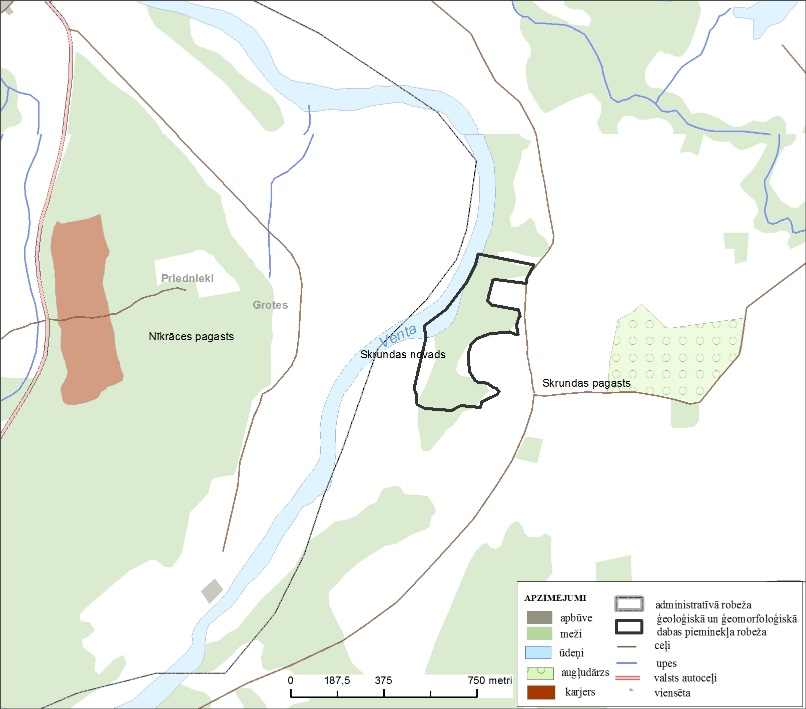 Priednieki
Grotes
Nīkrāces pagasts
Venta
Skrundas novads
Skrundas pagasts
APZĪMĒJUMI
apbūve
meži
ūdeņi
augļudārzs
karjers
administratīvā robeža
ģeoloģiskā un ģeomorfoloģiskā
dabas pieminekļa robeža
ceļi
upes
valsts autoceļi
viensēta
0 187.5 375 750 metri